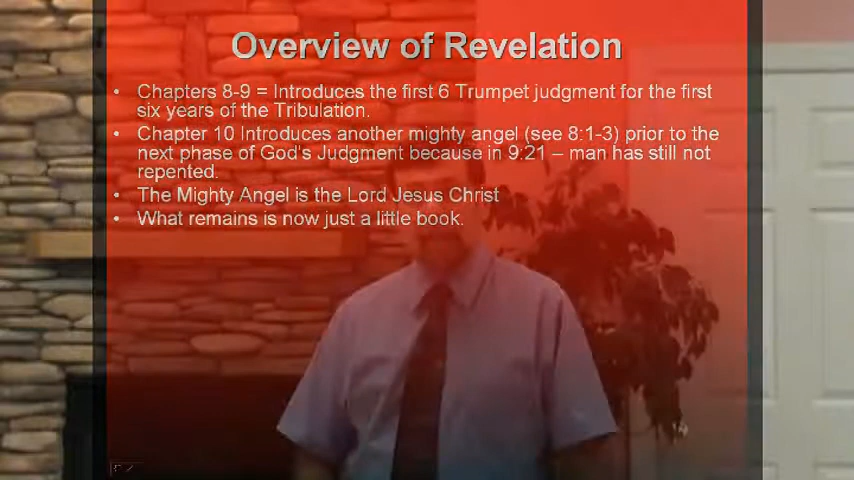 Overview of Revelation
• Chapters 8-9 = Introduces the first 6 Trumpet judgment for the first
six years of the Tribulation.
• Chapter 10 Introduces another mighty angel (see 8:1-3) prior to the
next phase of God's Judgment because in 9:21 – man has still not
repented.
• The Mighty Angel is the Lord Jesus Christ
• What remains is now just a little book.